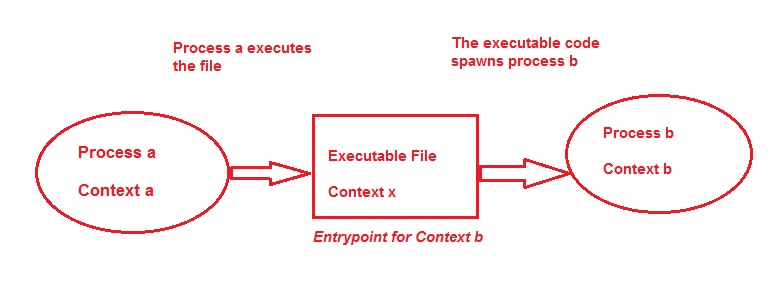 Process a executes
the file
The executable code
spawns process b
Process a
Context a
Executable File
Context x
Process b
Context b
Entrypoint for Context b